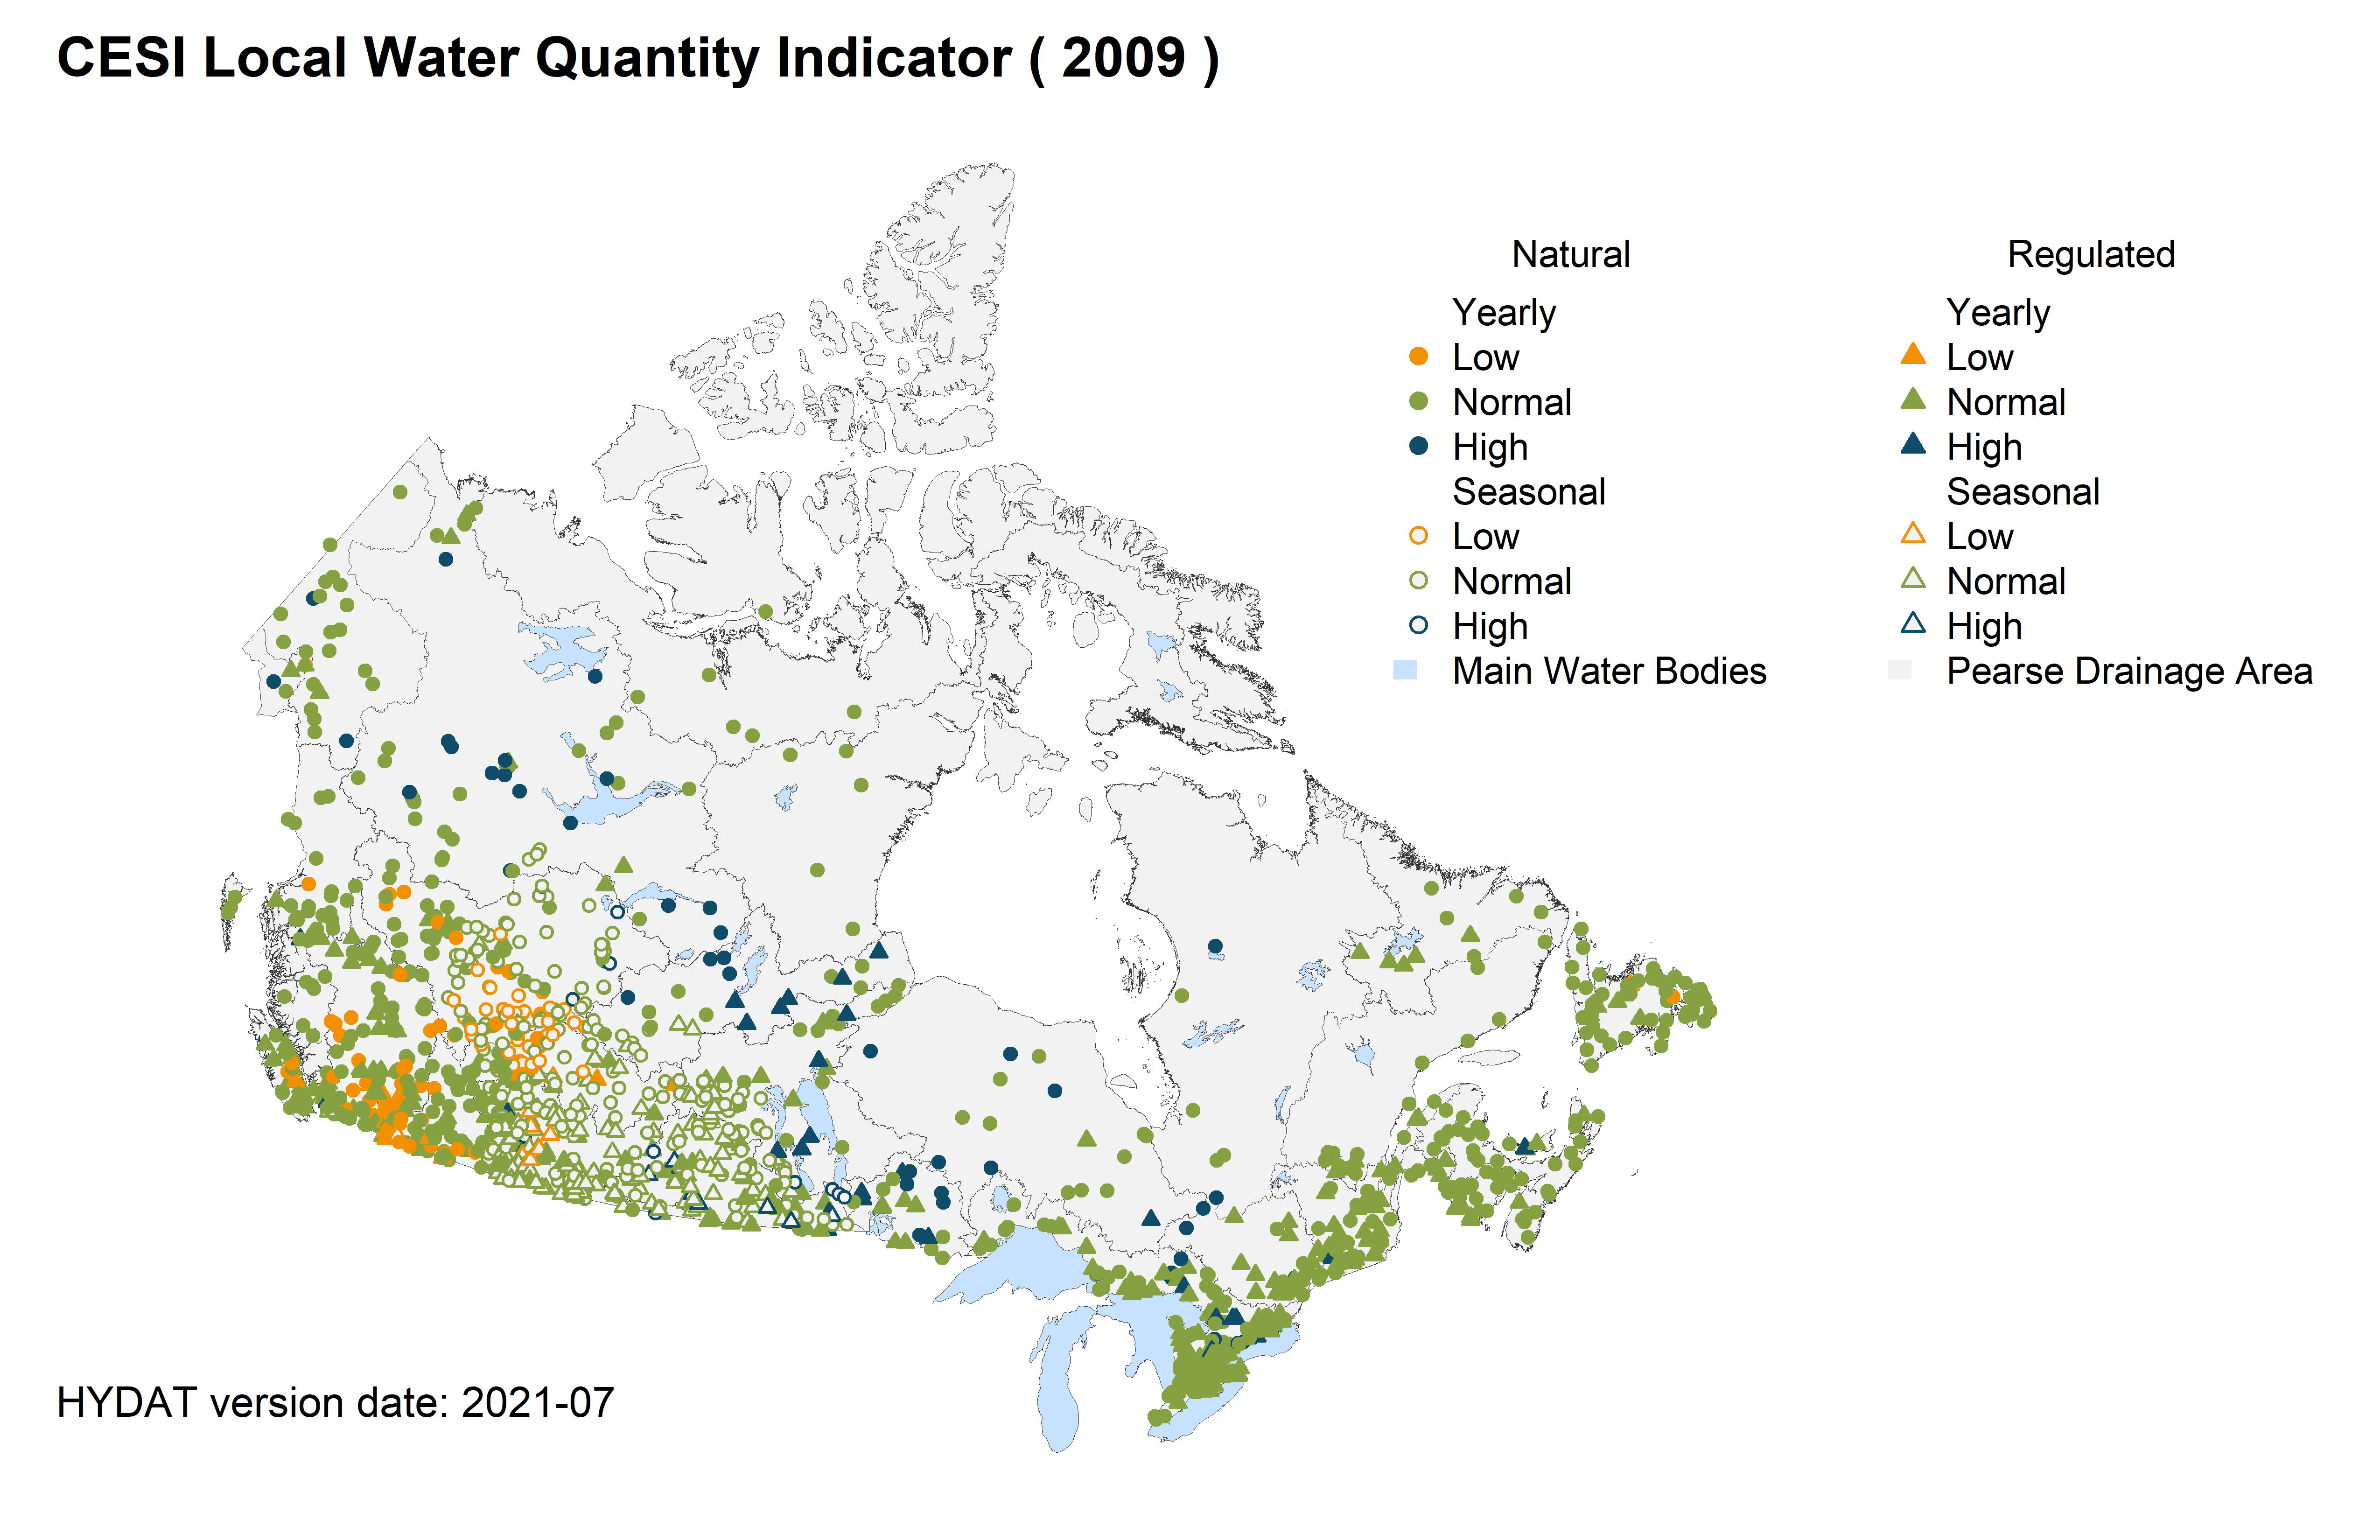 CESI Local Water Quantity Indicator ( 2009 )
Natural
Yearly
Low
Normal
High
Seasonal
Low
Normal
High
Main Water Bodies
Regulated
Yearly
Low
Normal
High
Seasonal
Low
Normal
High
Pearse Drainage Area
HYDAT version date: 2021-07